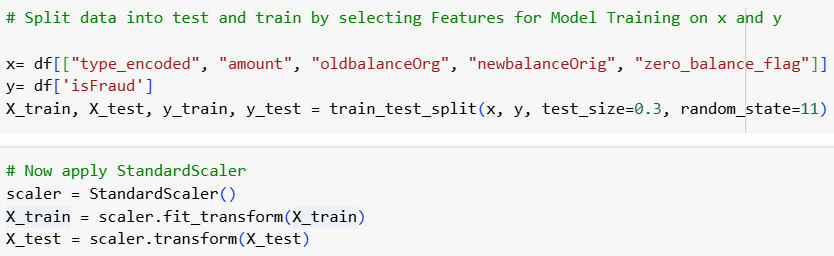 # Split data into test and train by selecting Features for Model Training on x and y
x= df[["type_encoded", "amount", "oldbalanceOrg", "newbalanceOrig", "zero_balance_flag"]]
y= df['isFraud']
X_train, X_test, y_train, y_test = train_test_split(x, y, test_size=0.3, random_state=11)
# Now apply StandardScaler
scaler = StandardScaler()
X_train = scaler.fit_transform(X_train)
X_test = scaler.transform(X_test)